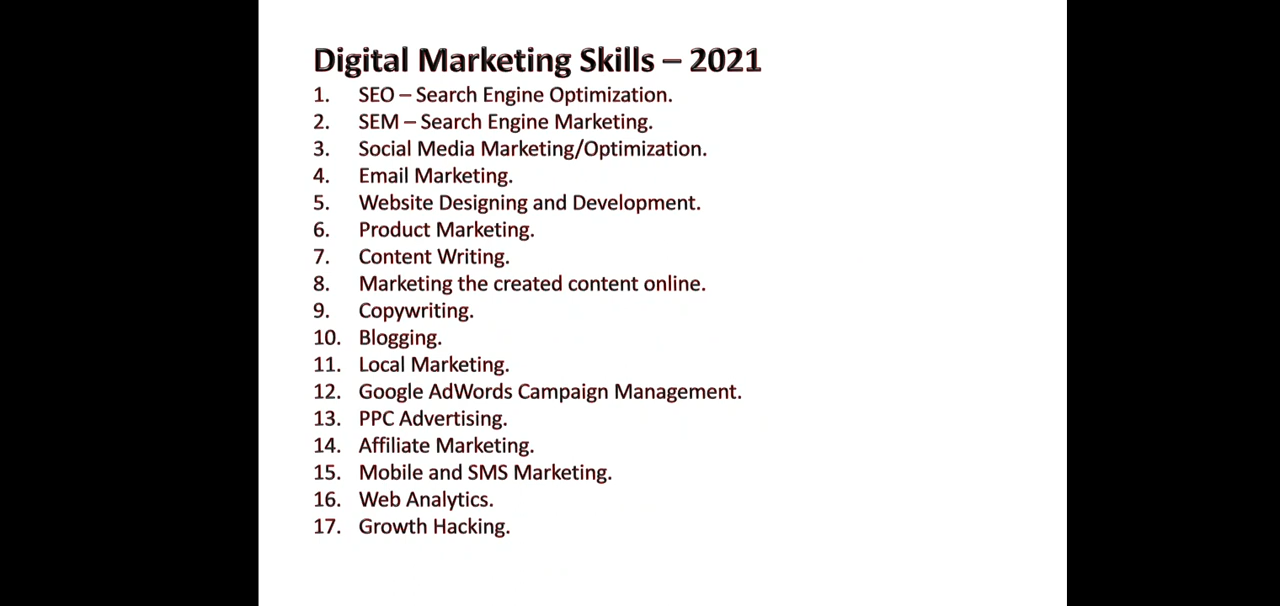 Digital Marketing Skills – 2021
1. SEO – Search Engine Optimization.
2. SEM – Search Engine Marketing.
3. Social Media Marketing/Optimization.
4. Email Marketing.
5. Website Designing and Development.
6. Product Marketing.
7. Content Writing.
8. Marketing the created content online.
9. Copywriting.
10. Blogging.
11. Local Marketing.
12. Google AdWords Campaign Management.
13. PPC Advertising.
14. Affiliate Marketing.
15. Mobile and SMS Marketing.
16. Web Analytics.
17. Growth Hacking.